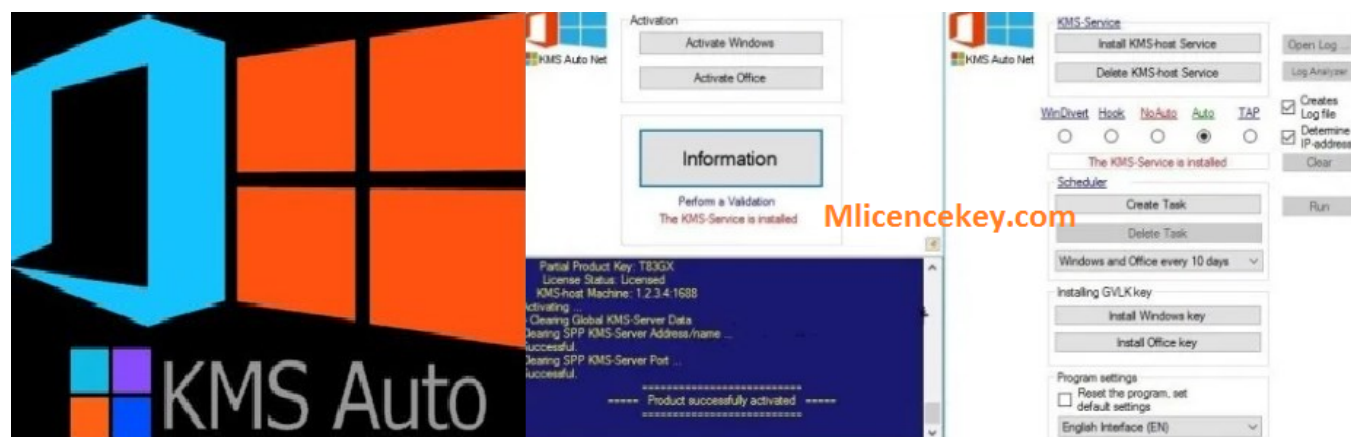 KMS Auto
KMS Auto Net
Activation
Activate Windows
Activate Office
Information
Perform a Validation
The KMS-Service is installed
Partial Product Key: T83GX
License Status: Licensed
KMS-host Machine: 1.2.3.4:1688
Activating ...
Clearing Global KMS-Server Data
Clearing SPP KMS-Server Address/name ...
Successful.
Clearing SPP KMS-Server Port ...
Successful.
===== Product successfully activated =====
Mlicencekey.com
KMS Auto Net
KMS-Service
Install KMS-host Service
Delete KMS-host Service
Open Log ...
Log Analyzer
WinDivert Hook NoAuto Auto TAP
Creates
Log file
Determine
IP-address
The KMS-Service is installed
Clear
Scheduler
Create Task
Run
Delete Task
Windows and Office every 10 days
Installing GVLK key
Install Windows key
Install Office key
Program settings
Reset the program, set
default settings
English Interface (EN)